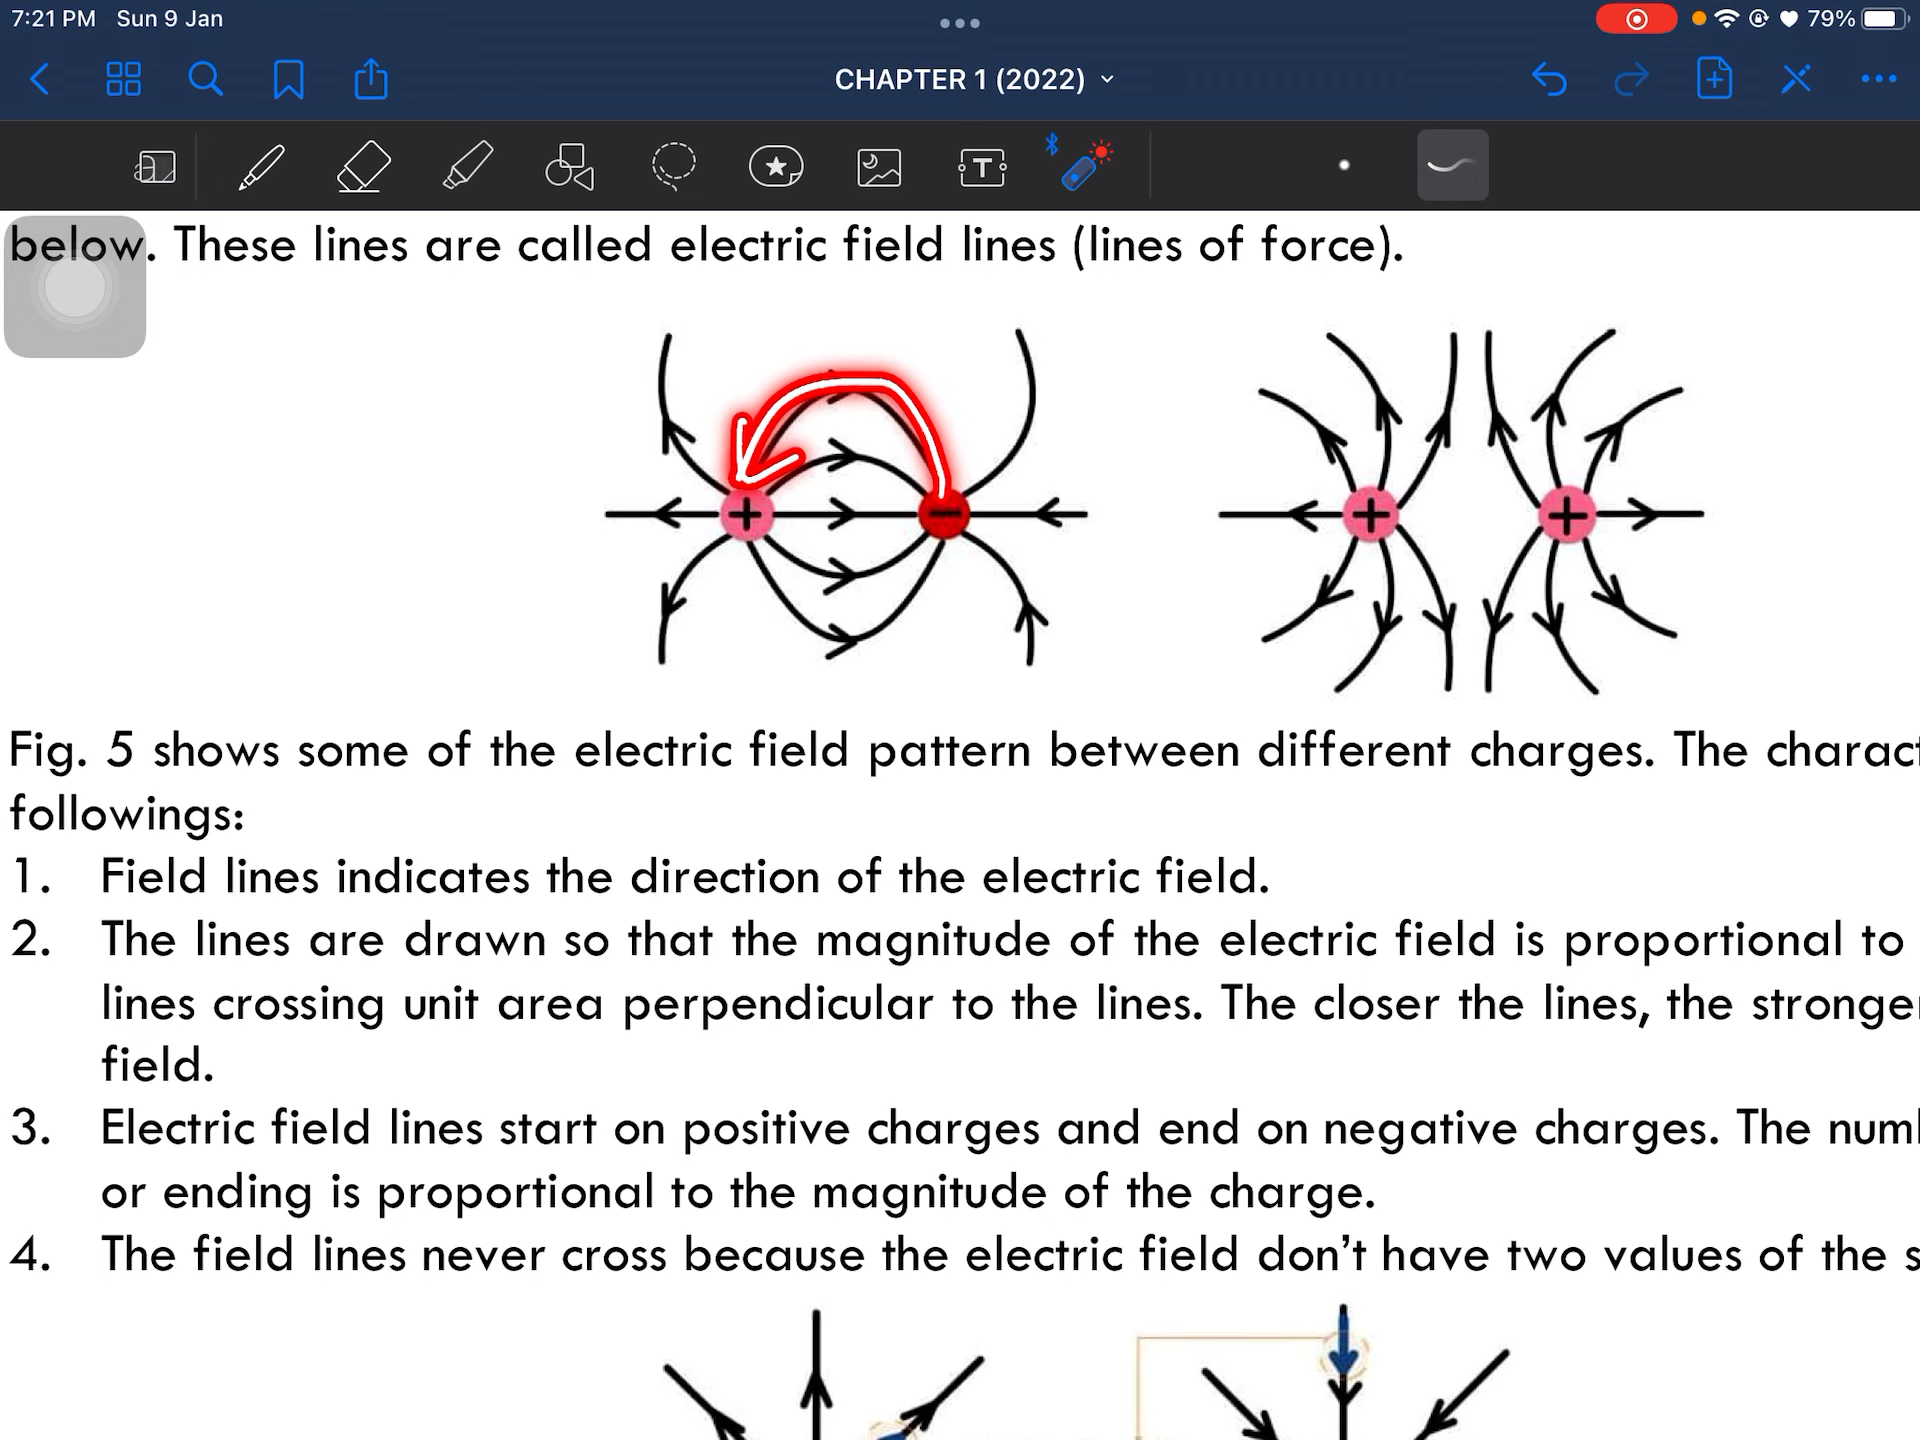 7:21 PM Sun 9 Jan
79%
CHAPTER 1 (2022)
T
below. These lines are called electric field lines (lines of force).
+ − + +
Fig. 5 shows some of the electric field pattern between different charges. The charact
followings:
1. Field lines indicates the direction of the electric field.
2. The lines are drawn so that the magnitude of the electric field is proportional to
lines crossing unit area perpendicular to the lines. The closer the lines, the stronge
field.
3. Electric field lines start on positive charges and end on negative charges. The num
or ending is proportional to the magnitude of the charge.
4. The field lines never cross because the electric field don’t have two values of the s